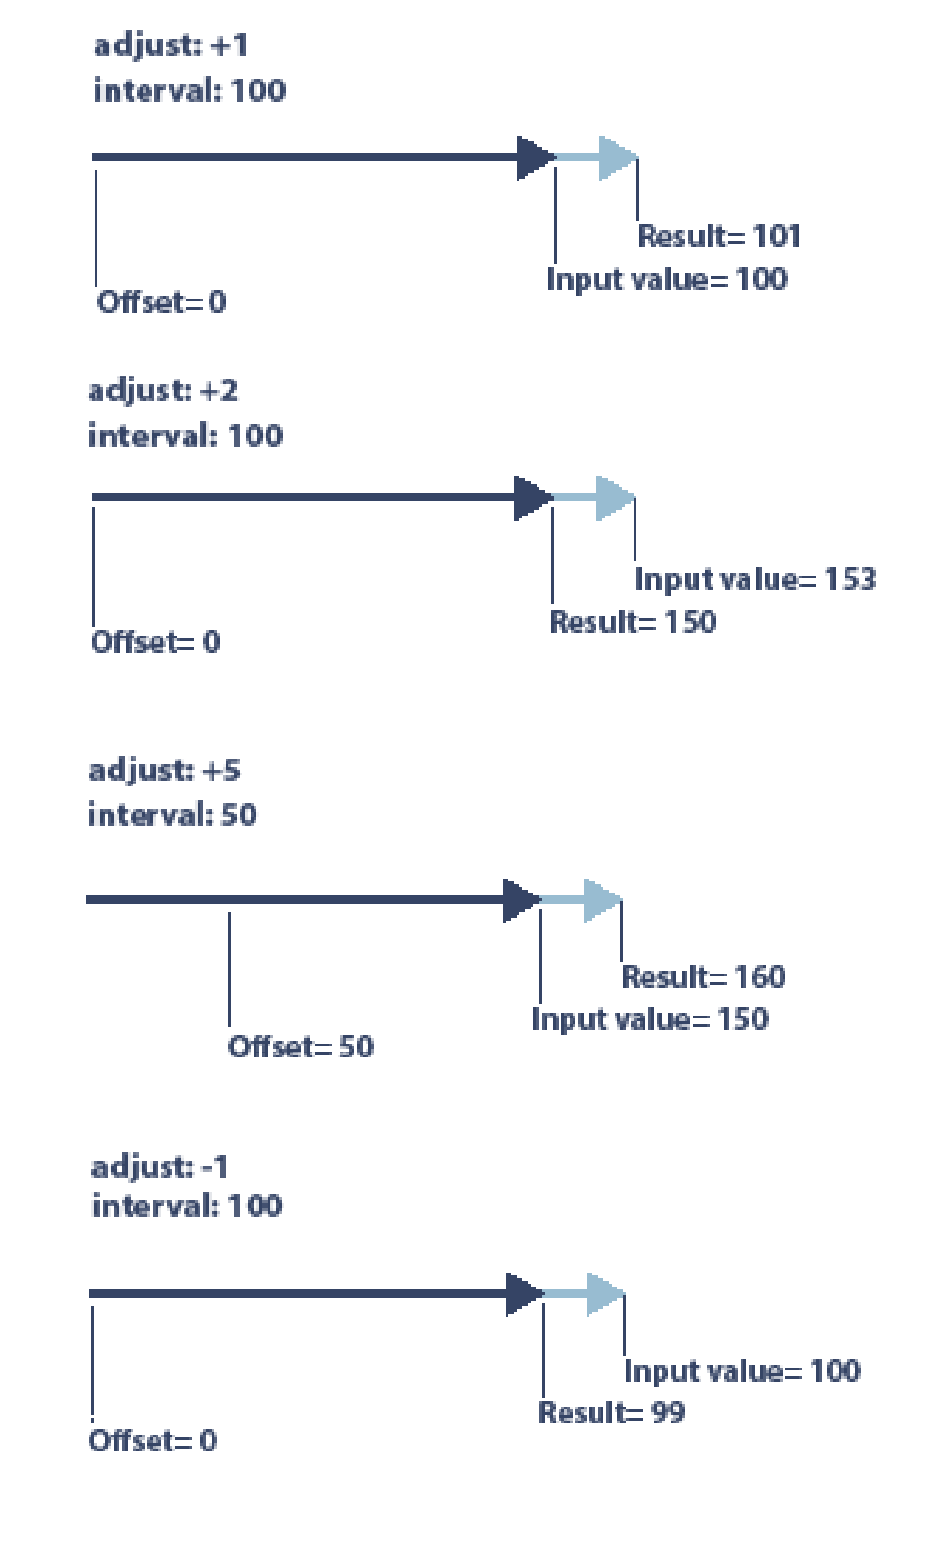 adjust: +1
interval: 100
Result= 101
Input value= 100
Offset= 0
adjust: +2
interval: 100
Input value= 153
Result= 150
Offset= 0
adjust: +5
interval: 50
Result= 160
Input value= 150
Offset= 50
adjust: -1
interval: 100
Input value= 100
Result= 99
Offset= 0